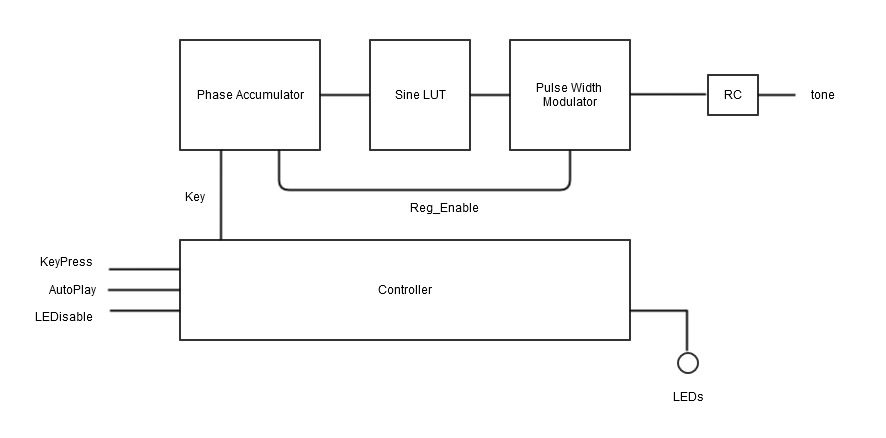 Phase Accumulator
Sine LUT
Pulse Width
Modulator
RC
tone
Key
Reg_Enable
KeyPress
AutoPlay
LEDisable
Controller
LEDs